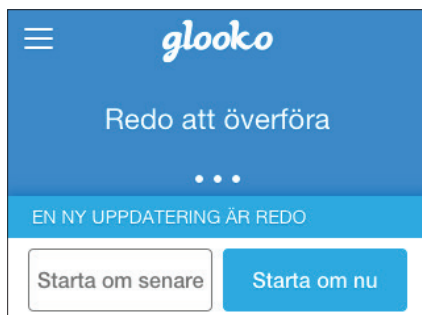 glooko
Redo att överföra
EN NY UPPDATERING ÄR REDO
Starta om senare
Starta om nu